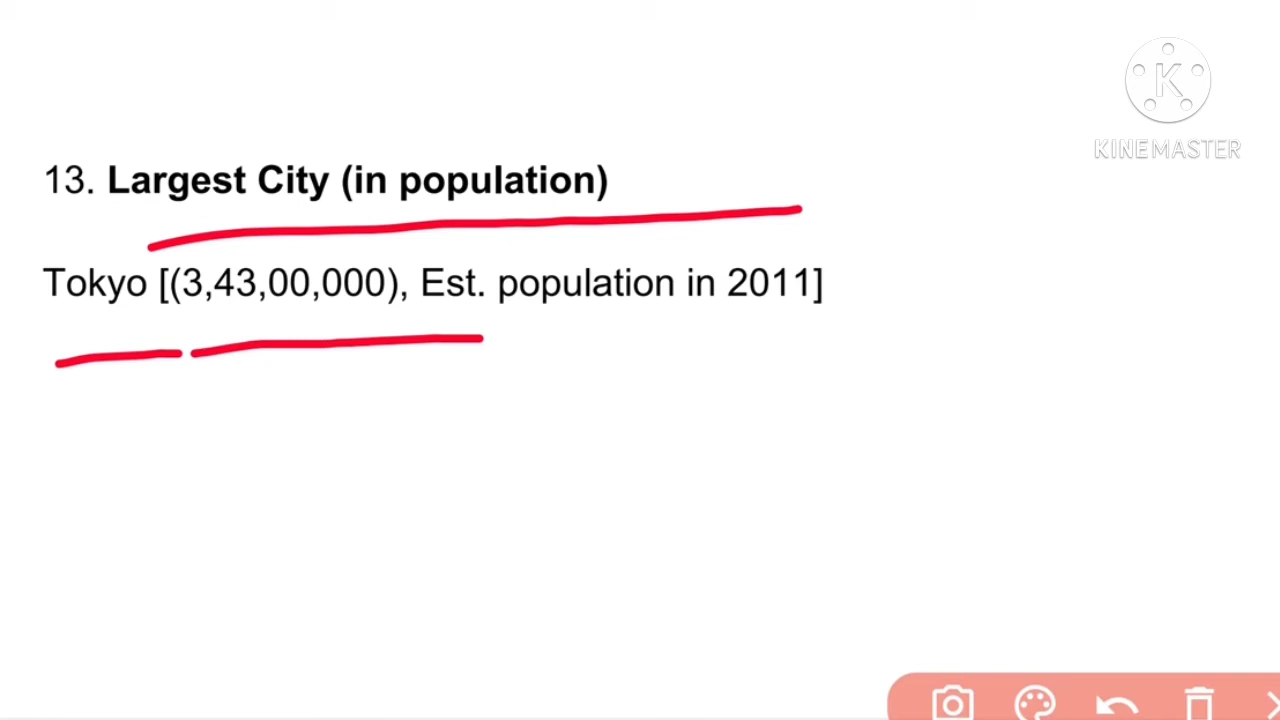 K
KINEMASTER
13. Largest City (in population)
Tokyo [(3,43,00,000), Est. population in 2011]